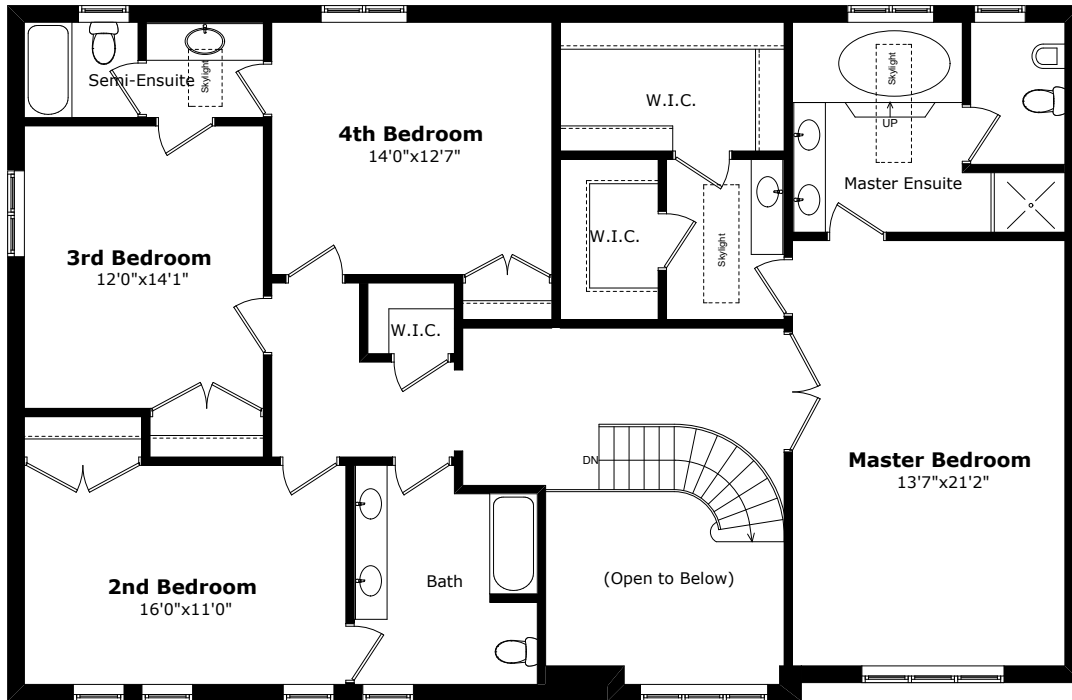 Semi-Ensuite
Skylight
4th Bedroom
14'0"x12'7"
W.I.C.
Skylight
UP
Master Ensuite
3rd Bedroom
12'0"x14'1"
W.I.C.
Skylight
W.I.C.
DN
Master Bedroom
13'7"x21'2"
2nd Bedroom
16'0"x11'0"
Bath
(Open to Below)